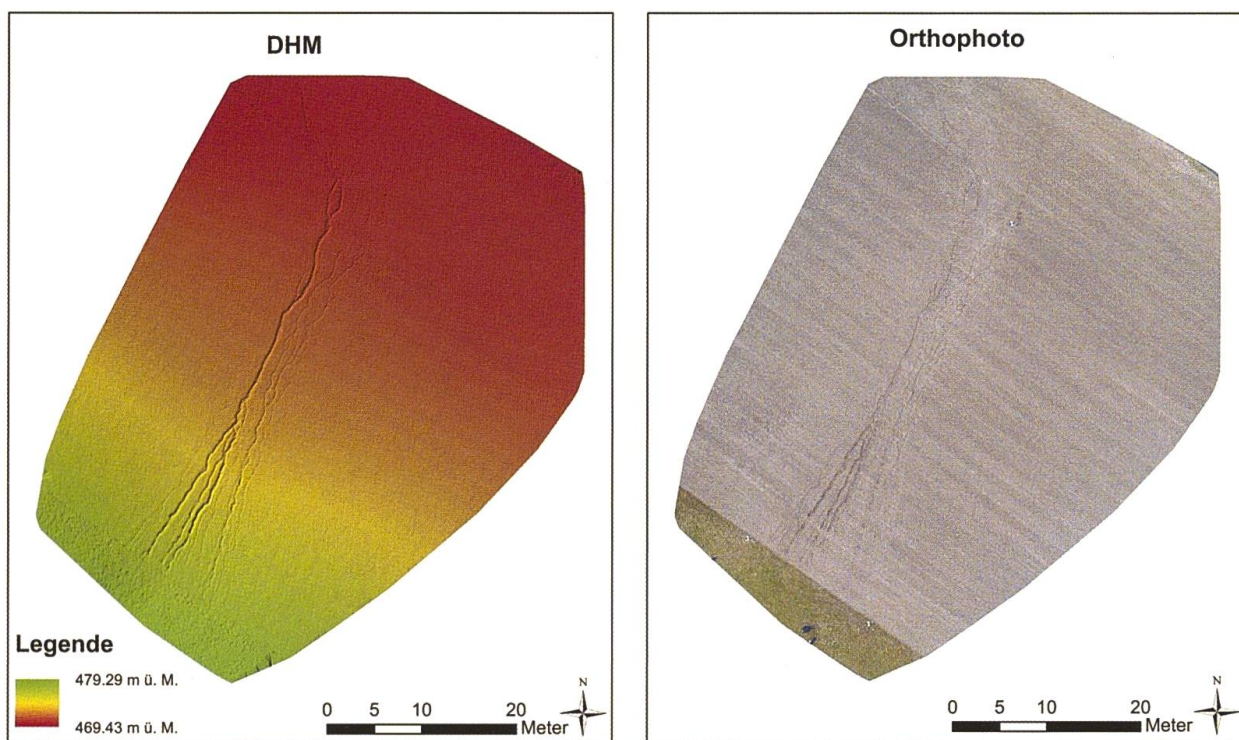 DHM
Legende
479.29 m ü. M.
469.43 m ü. M.
0 5 10 20
Meter
N
Orthophoto
0 5 10 20
Meter
N